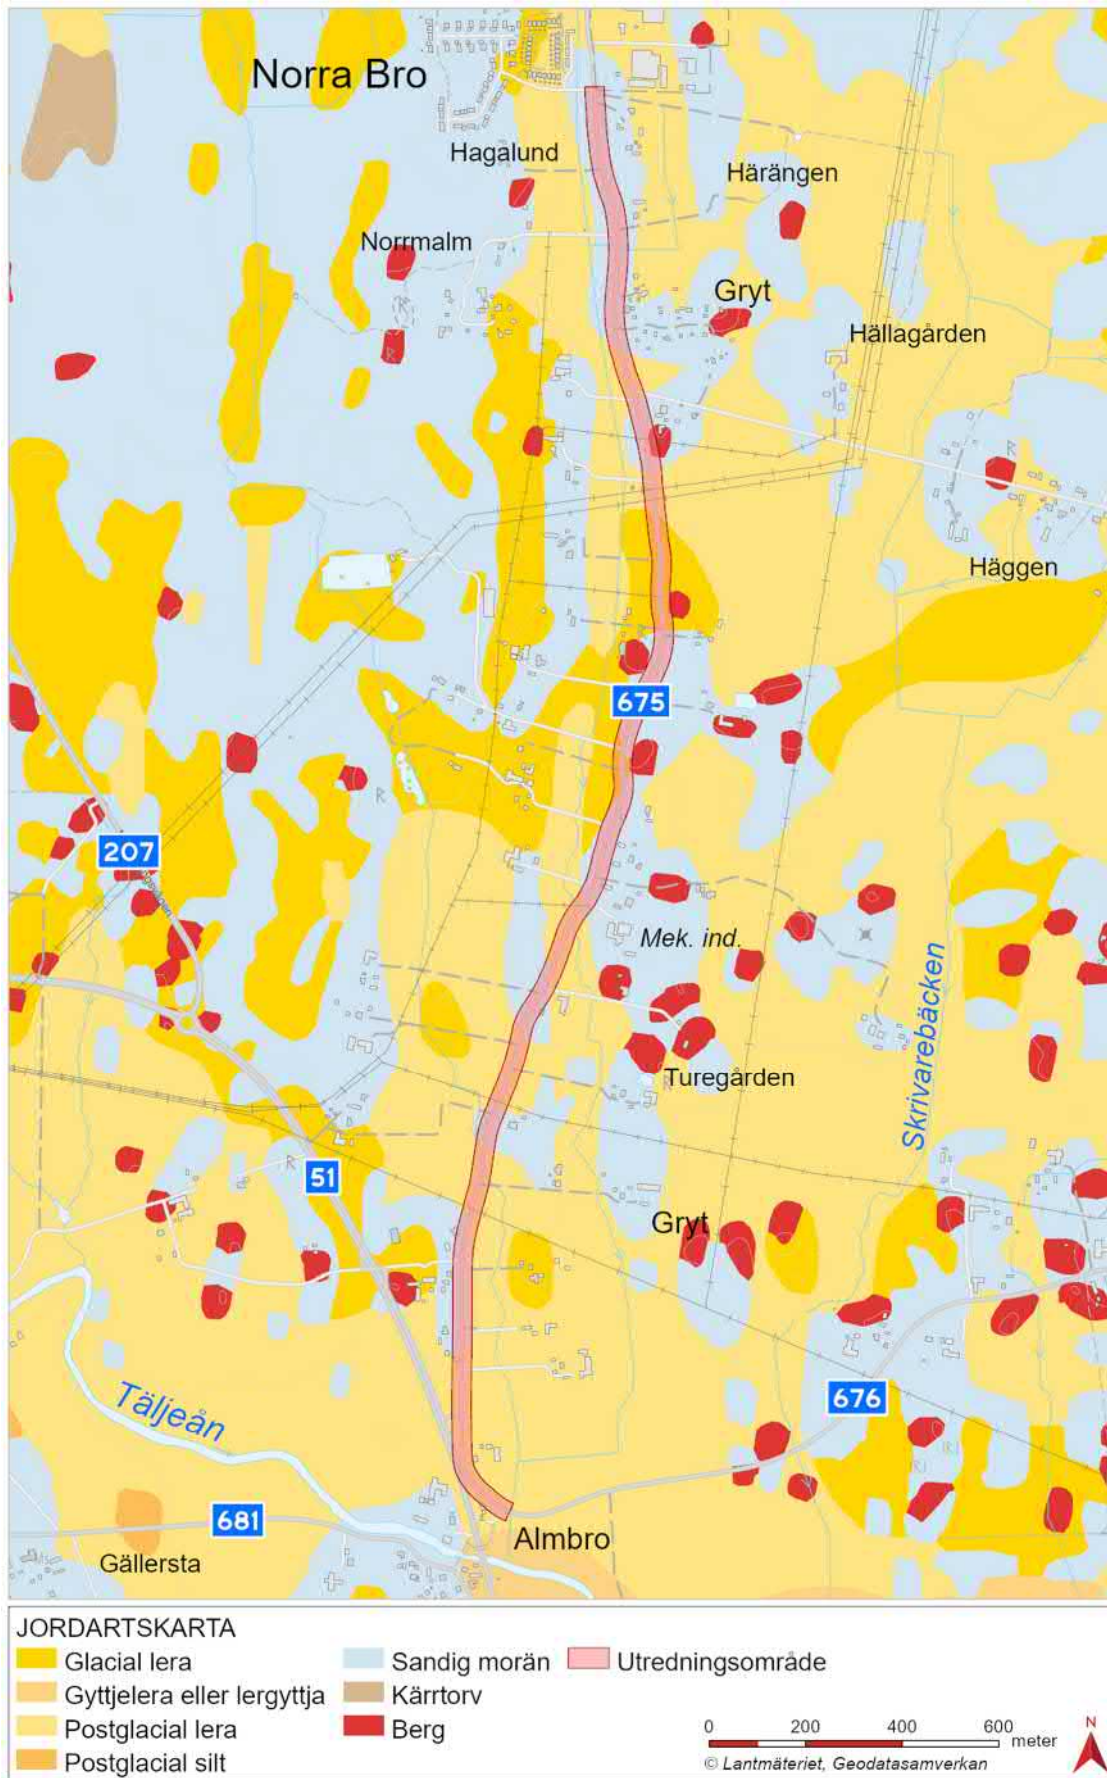 Norra Bro
Hagalund
Härängen
Norrmalm
Gryt
Hällagården
R
R
R
Häggen
675
R
207
Mek. ind.
Skrivarebäcken
Turegården
R
R
51
Gryt
Täljeån
676
R
R
681
Almbro
Gällersta
JORDARTSKARTA
Glacial lera
Sandig morän
Utredningsområde
Gyttjelera eller lergyttja
Kärrtorv
Postglacial lera
Berg
Postglacial silt
0 200 400 600 meter
N
© Lantmäteriet, Geodatasamverkan